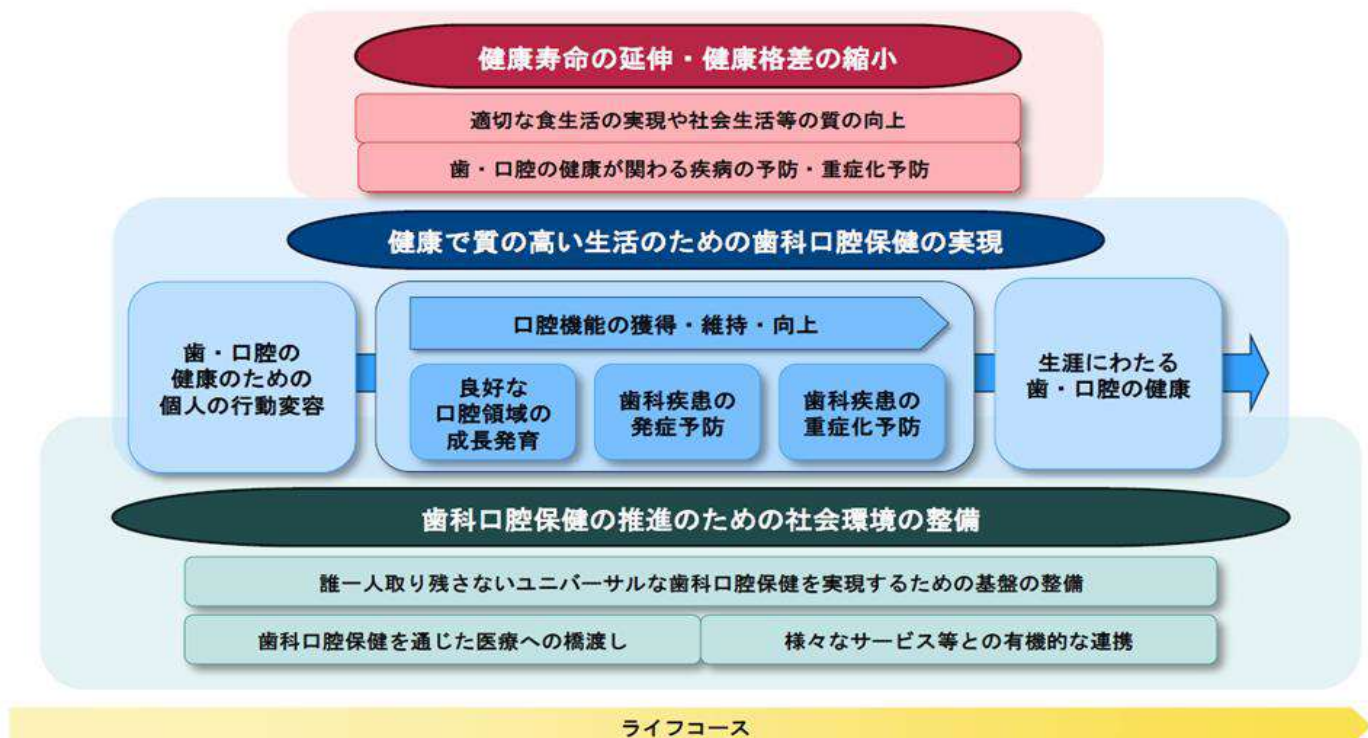 健康寿命の延伸・健康格差の縮小
適切な食生活の実現や社会生活等の質の向上
歯・口腔の健康が関わる疾病の予防・重症化予防
健康で質の高い生活のための歯科口腔保健の実現
歯・口腔の
健康のための
個人の行動変容
口腔機能の獲得・維持・向上
良好な
口腔領域の
成長発育
歯科疾患の
発症予防
歯科疾患の
重症化予防
生涯にわたる
歯・口腔の健康
歯科口腔保健の推進のための社会環境の整備
誰一人取り残さないユニバーサルな歯科口腔保健を実現するための基盤の整備
歯科口腔保健を通じた医療への橋渡し
様々なサービス等との有機的な連携
ライフコース